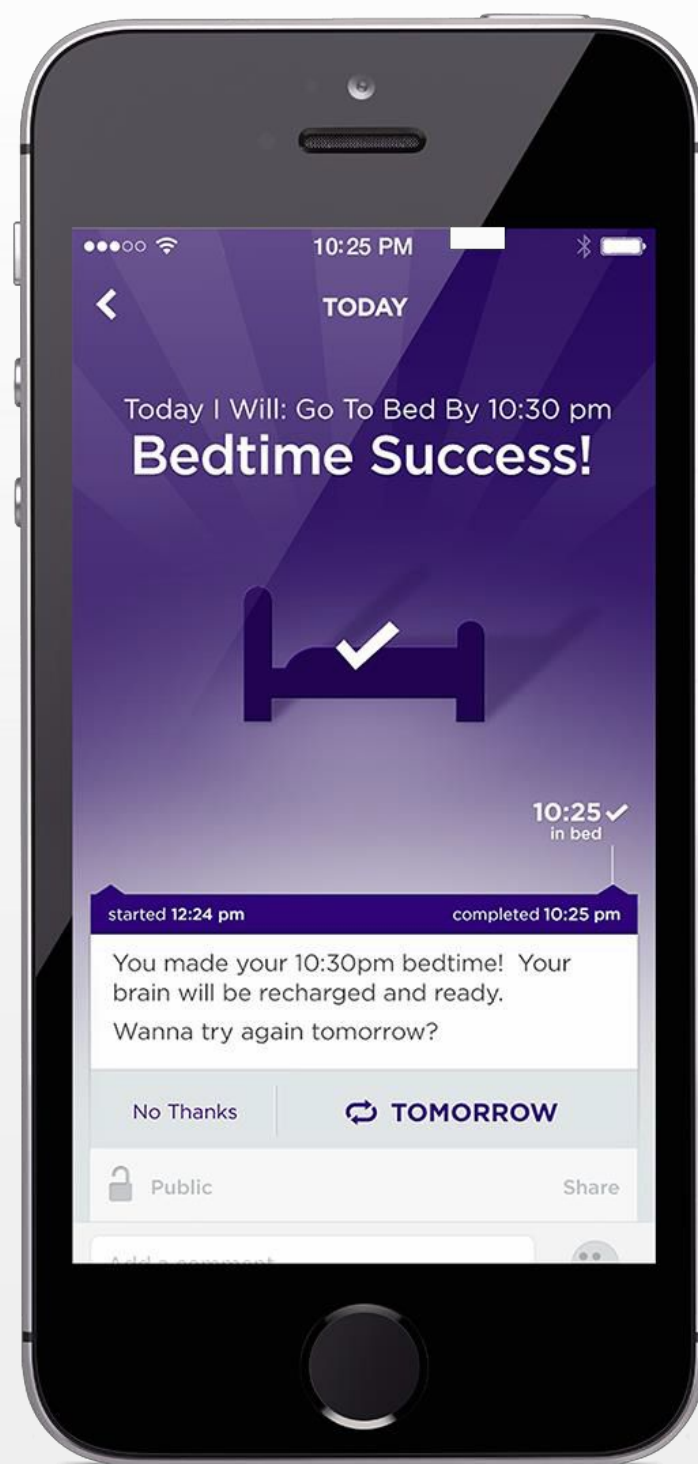 10:25 PM
TODAY
Today I Will: Go To Bed By 10:30 pm
Bedtime Success!
10:25
in bed
started 12:24 pm completed 10:25 pm
You made your 10:30pm bedtime! Your
brain will be recharged and ready.
Wanna try again tomorrow?
No Thanks TOMORROW
Public Share
Add a comment